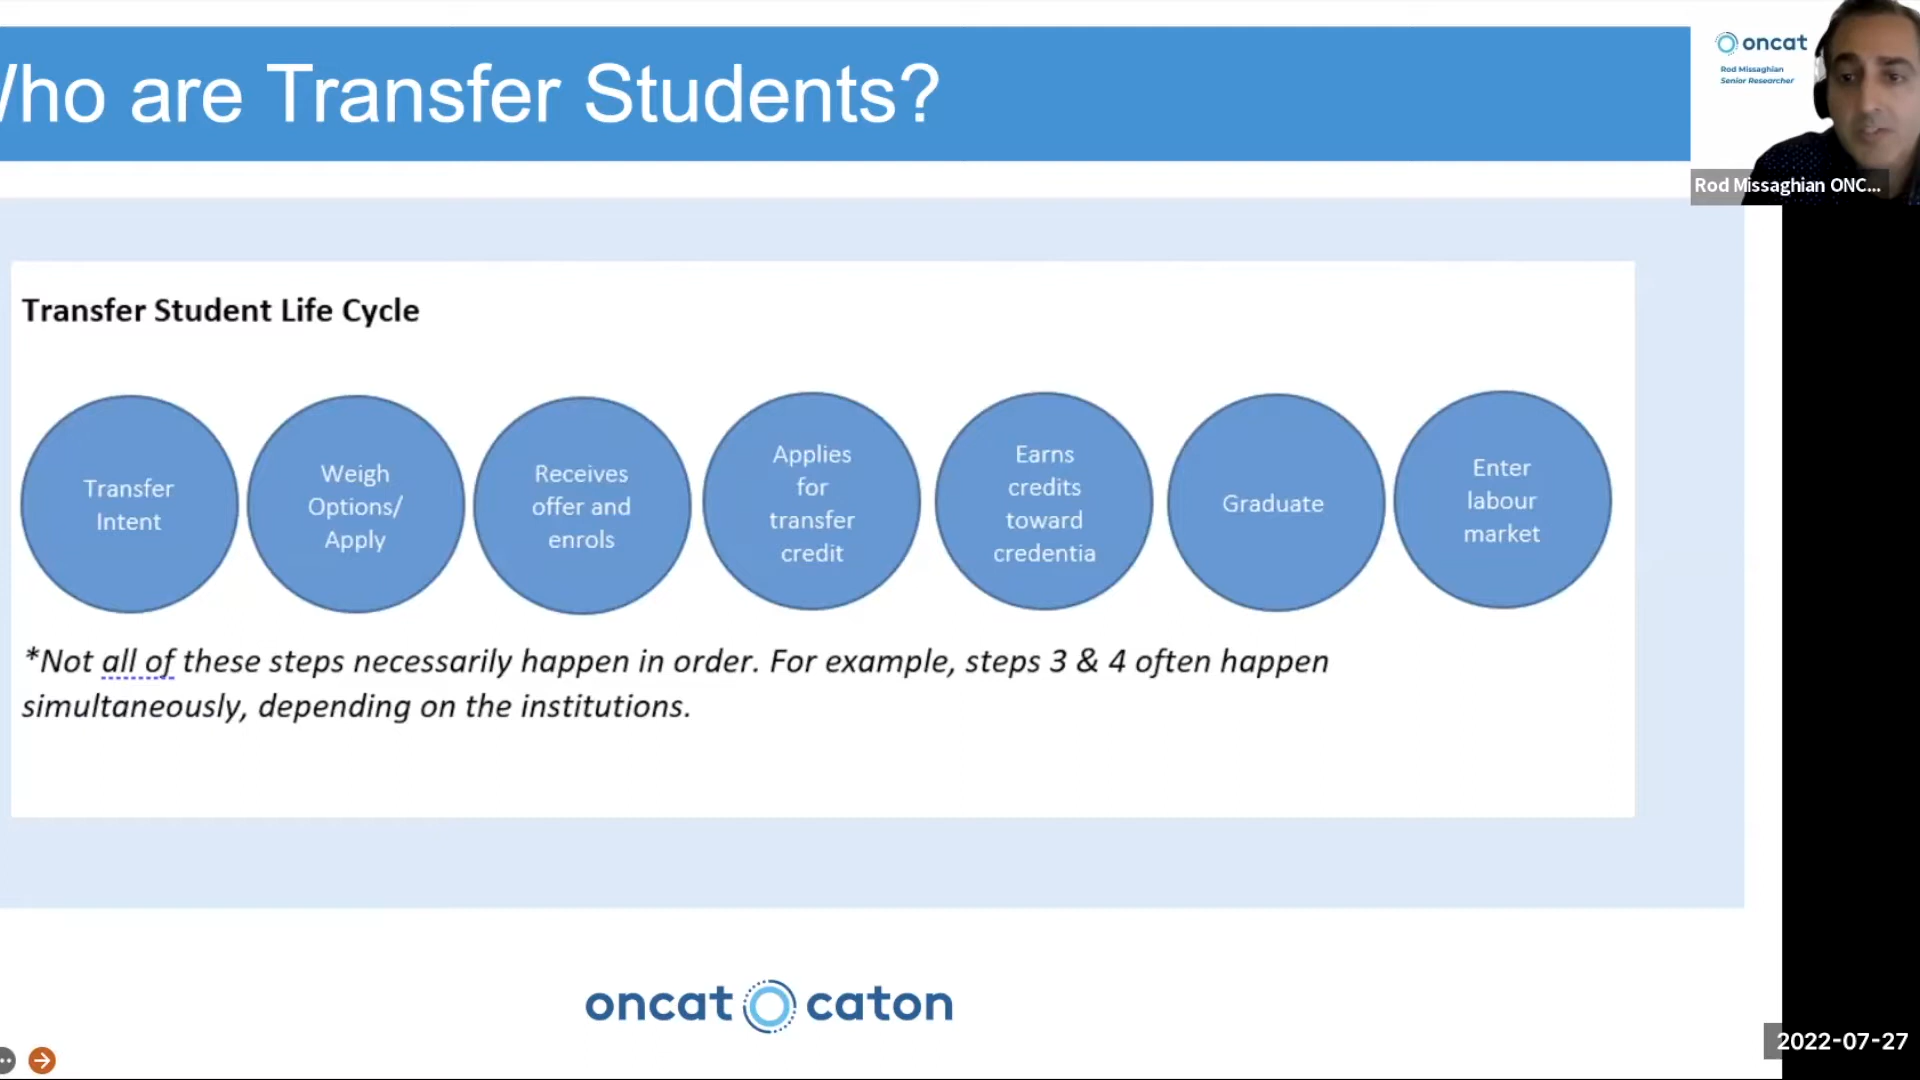 ho are Transfer Students?
oncat
Rod Missaghian
Senior Researcher
Rod Missaghian ONC...
Transfer Student Life Cycle
Transfer
Intent
Weigh
Options/
Apply
Receives
offer and
enrols
Applies
for
transfer
credit
Earns
credits
toward
credentia
Graduate
Enter
labour
market
*Not all of these steps necessarily happen in order. For example, steps 3 & 4 often happen
simultaneously, depending on the institutions.
oncat caton
2022-07-27